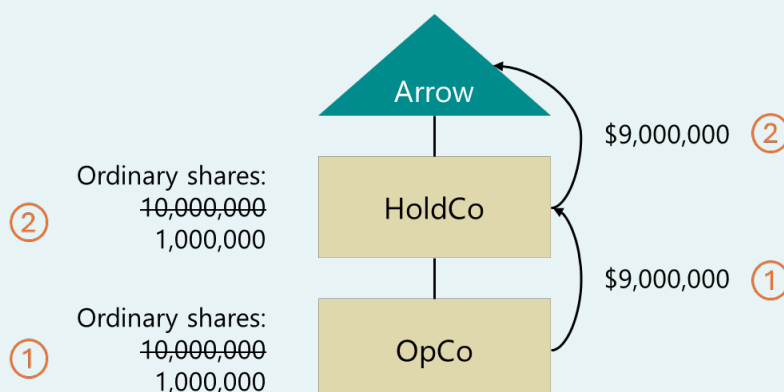 Arrow
$9,000,000 2
Ordinary shares:
10,000,000
1,000,000
2
HoldCo
$9,000,000 1
Ordinary shares:
10,000,000
1,000,000
1
OpCo